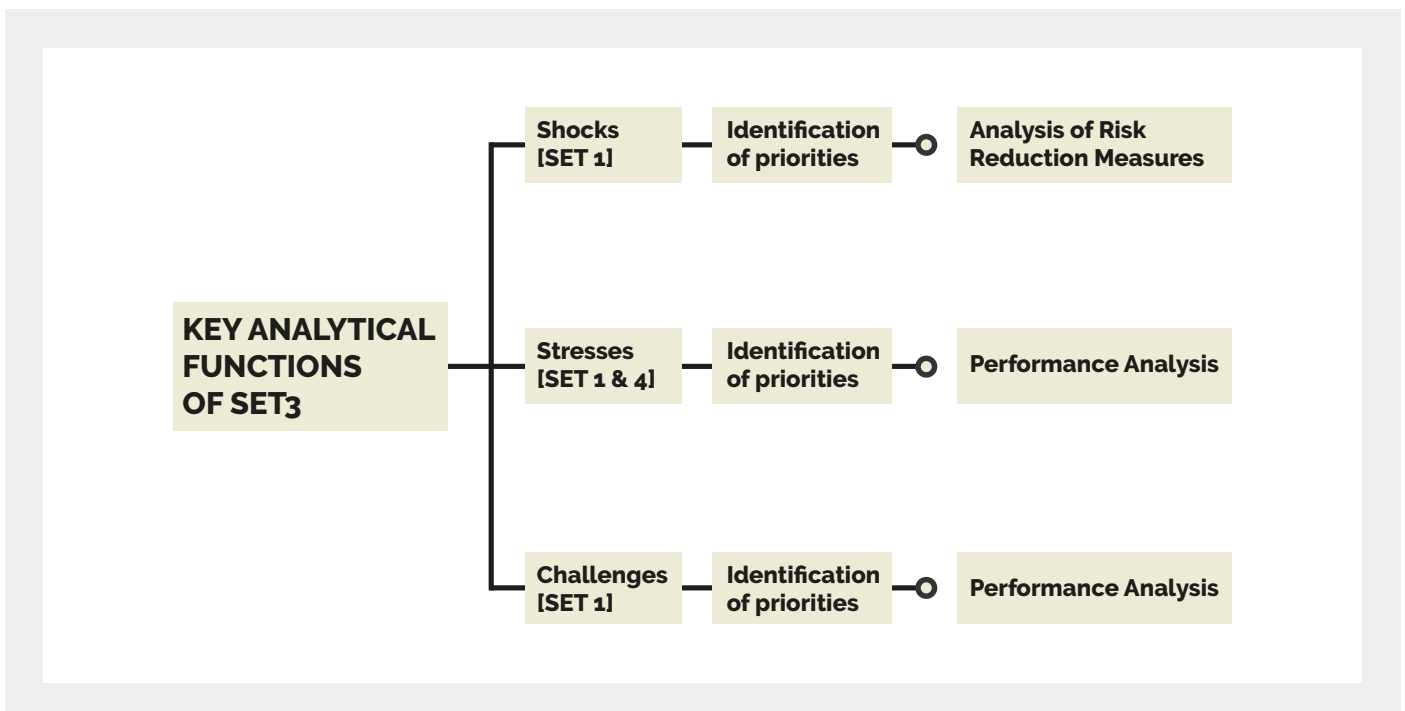 Shocks
[SET 1]
Identification
of priorities
Analysis of Risk
Reduction Measures
KEY ANALYTICAL
FUNCTIONS
OF SET3
Stresses
[SET 1 & 4]
Identification
of priorities
Performance Analysis
Challenges
[SET 1]
Identification
of priorities
Performance Analysis